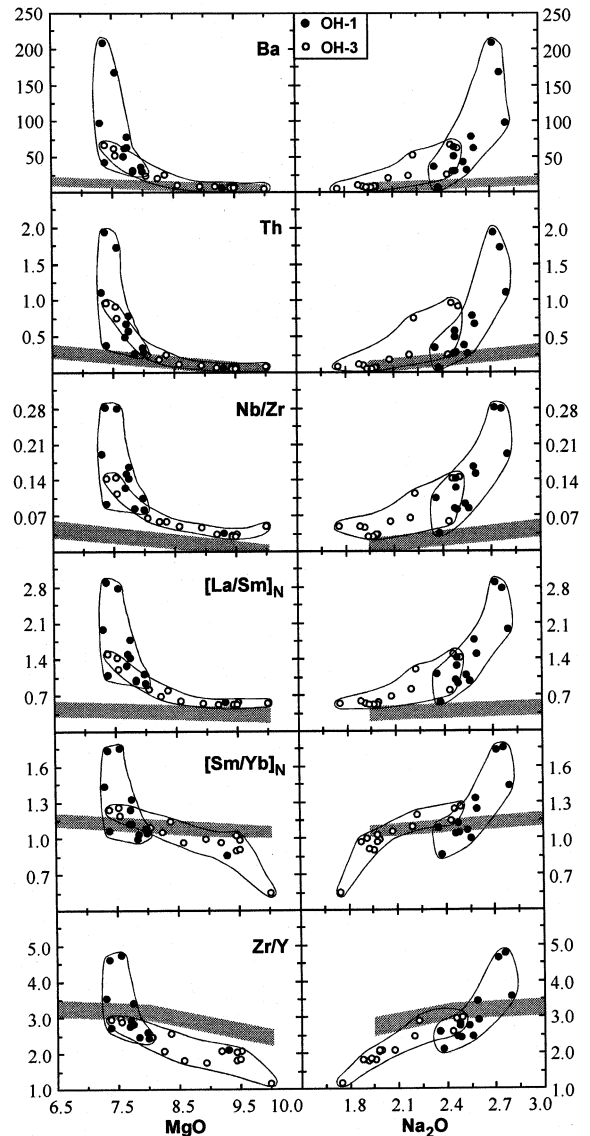 250 OH-1 250
Ba OH-3
200 200
150 150
100 100
50 50
Th
2.0 2.0
1.5 1.5
1.0 1.0
0.5 0.5
Nb/Zr
0.28 0.28
0.21 0.21
0.14 0.14
0.07 0.07
[La/Sm]N
2.8 2.8
2.1 2.1
1.4 1.4
0.7 0.7
[Sm/Yb]N
1.6 1.6
1.3 1.3
1.0 1.0
0.7 0.7
Zr/Y
5.0 5.0
4.0 4.0
3.0 3.0
2.0 2.0
1.0 1.0
6.5 7.5 8.5 9.5 10.0 1.8 2.1 2.4 2.7 3.0
MgO Na2O